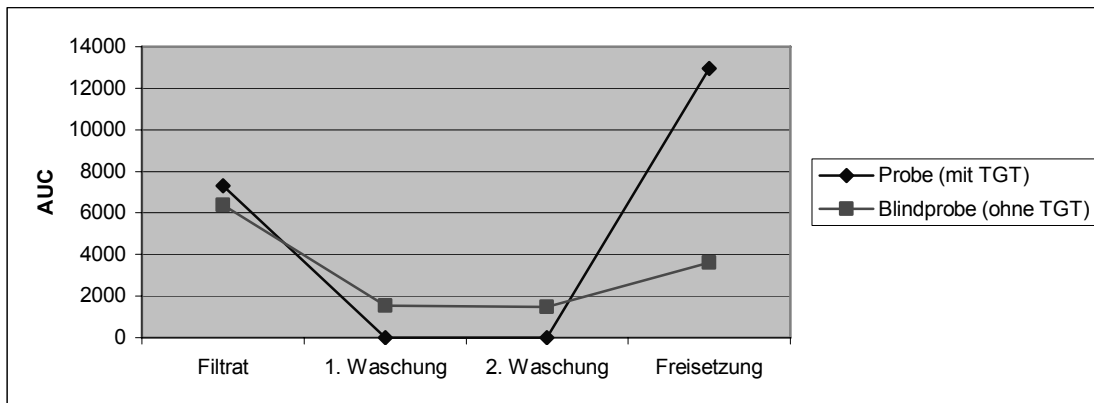 14000
12000
10000
8000
6000
4000
2000
0
AUC
Filtrat 1. Waschung 2. Waschung Freisetzung
Probe (mit TGT)
Blindprobe (ohne TGT)